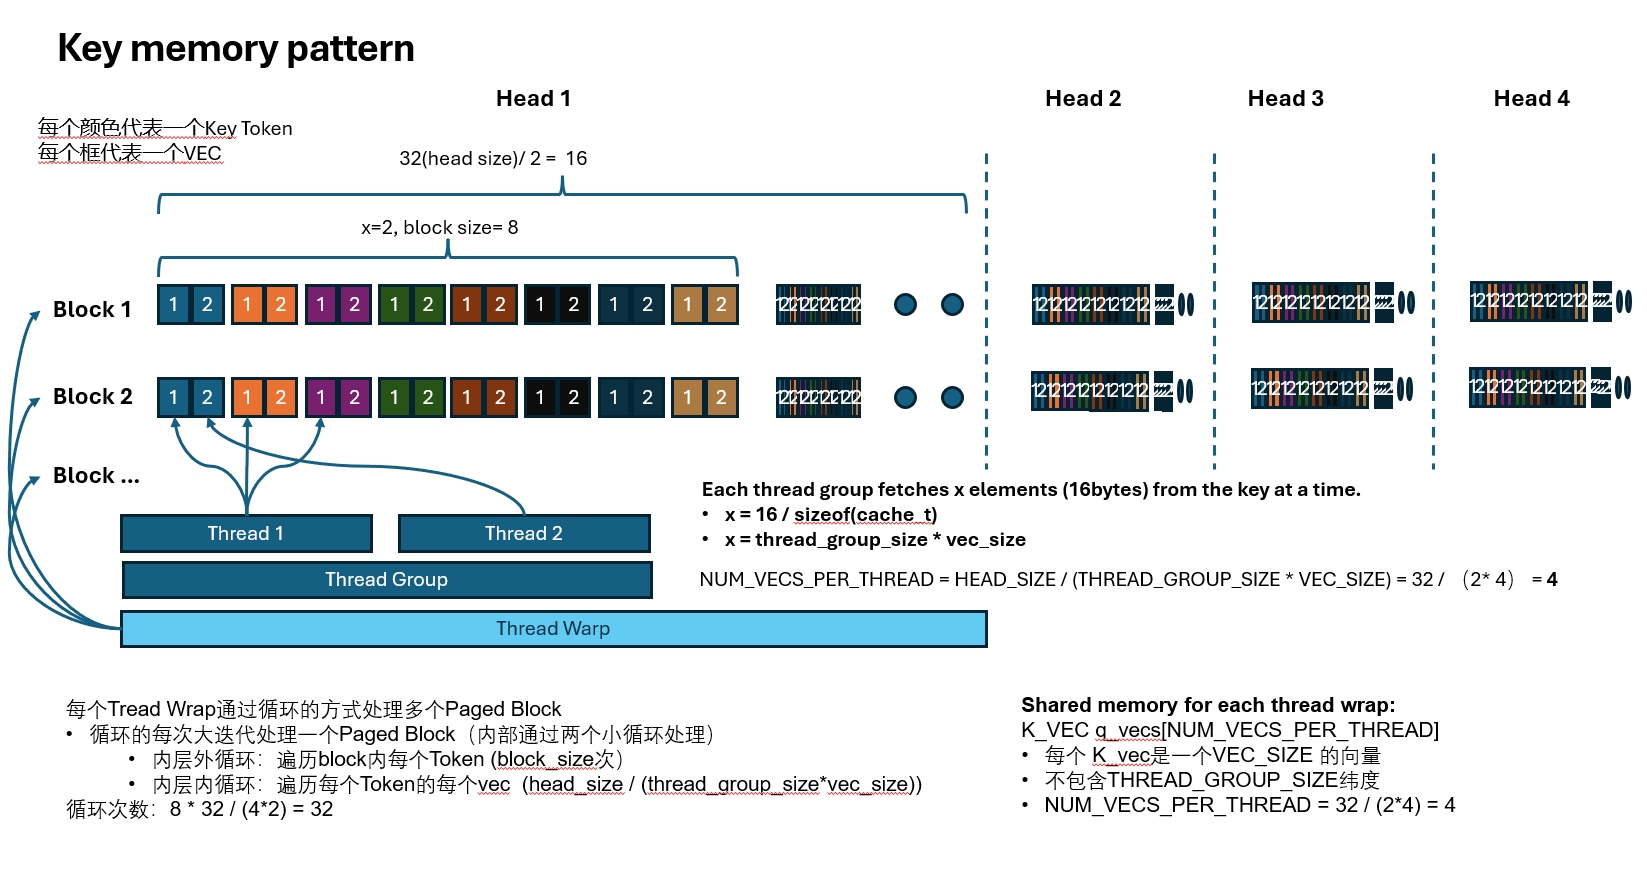 Key memory pattern
Head 1
Head 2
Head 3
Head 4
每个颜色代表一个Key Token
每个框代表一个VEC
32(head size)/ 2 = 16
x=2, block size= 8
Block 1
1 2 1 2 1 2 1 2 1 2 1 2 1 2 1 2
Block 2
1 2 1 2 1 2 1 2 1 2 1 2 1 2 1 2
Block ...
Each thread group fetches x elements (16bytes) from the key at a time.
• x = 16 / sizeof(cache_t)
• x = thread_group_size * vec_size
Thread 1
Thread 2
Thread Group
NUM_VECS_PER_THREAD = HEAD_SIZE / (THREAD_GROUP_SIZE * VEC_SIZE) = 32 / （2* 4） = 4
Thread Warp
每个Tread Wrap通过循环的方式处理多个Paged Block
• 循环的每次大迭代处理一个Paged Block（内部通过两个小循环处理）
• 内层外循环：遍历block内每个Token (block_size次）
• 内层内循环：遍历每个Token的每个vec（head_size / (thread_group_size*vec_size)）
循环次数：8 * 32 / (4*2) = 32
Shared memory for each thread wrap:
K_VEC q_vecs[NUM_VECS_PER_THREAD]
• 每个 K_vec是一个VEC_SIZE 的向量
• 不包含THREAD_GROUP_SIZE纬度
• NUM_VECS_PER_THREAD = 32 / (2*4) = 4